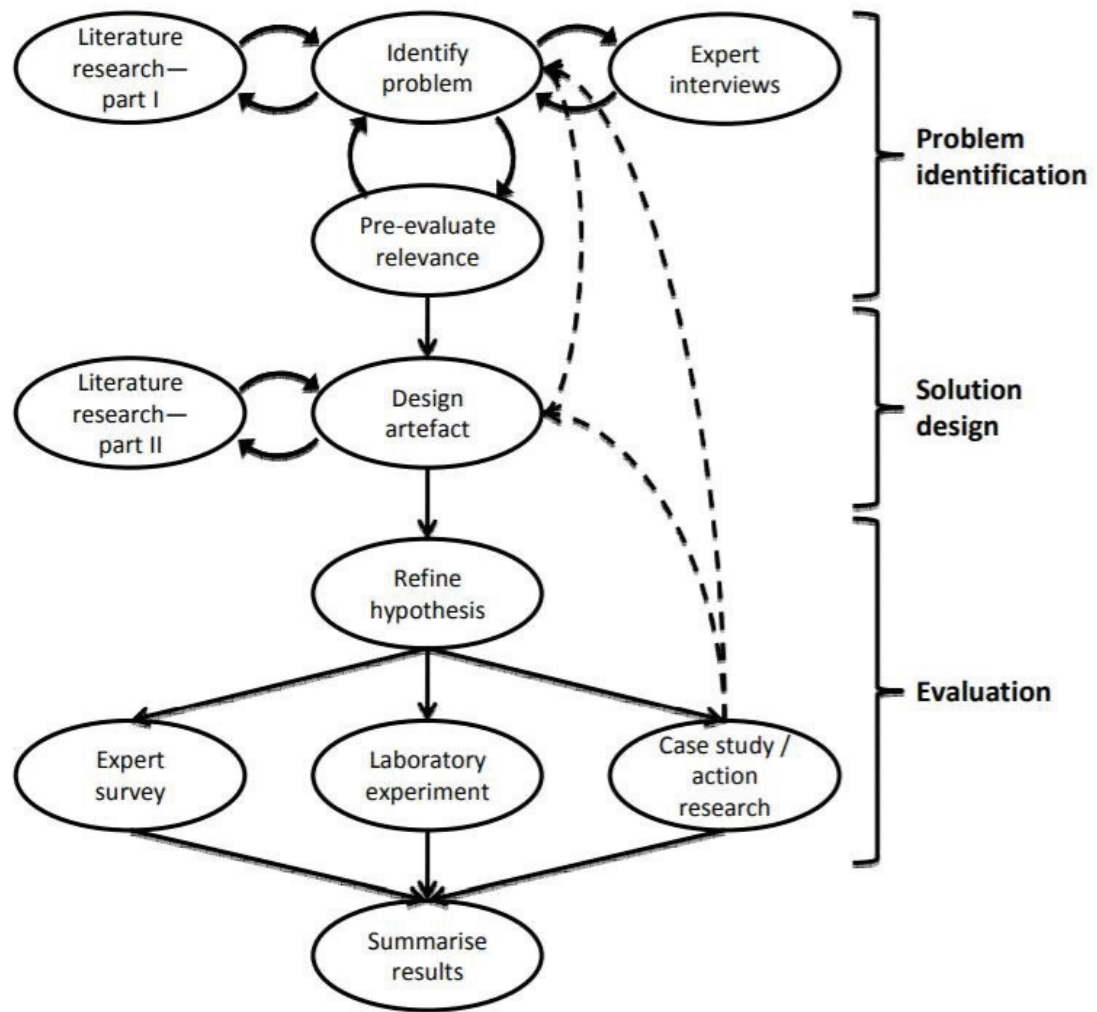 Literature
research—
part I
Identify
problem
Expert
interviews
Problem
identification
Pre-evaluate
relevance
Literature
research—
part II
Design
artefact
Solution
design
Refine
hypothesis
Evaluation
Expert
survey
Laboratory
experiment
Case study /
action
research
Summarise
results